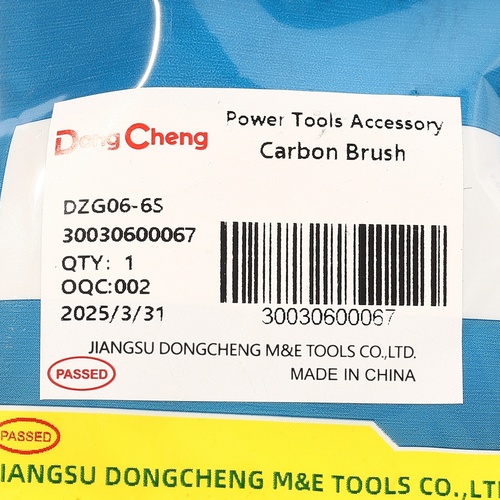 Dong Cheng
Power Tools Accessory
Carbon Brush
DZG06-6S
30030600067
QTY: 1
OQC:002
2025/3/31
30030600067
JIANGSU DONGCHENG M&E TOOLS CO.,LTD.
PASSED
MADE IN CHINA
PASSED
IANGSU DONGCHENG M&E TOOLS CO.,LT